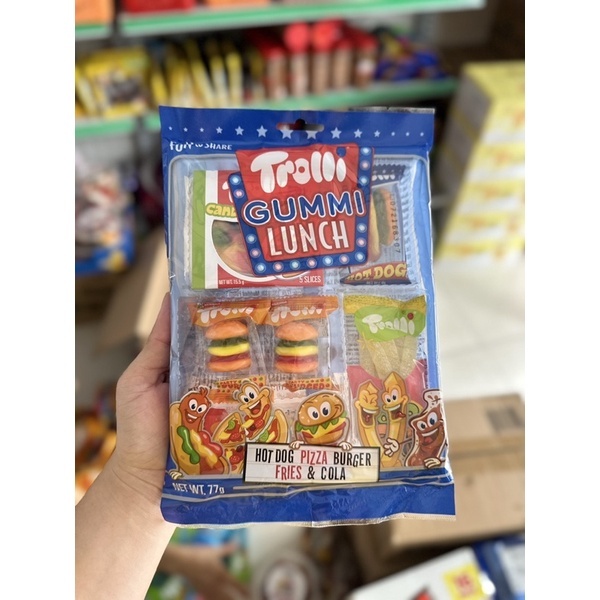 fun to SHARE
Trolli
GUMMI
LUNCH
NET WT. 15.5g
5 SLICES
HOT DOG
Trolli
Trolli
Trolli
HOT DOG PIZZA BURGER
FRIES & COLA
NET WT. 77g